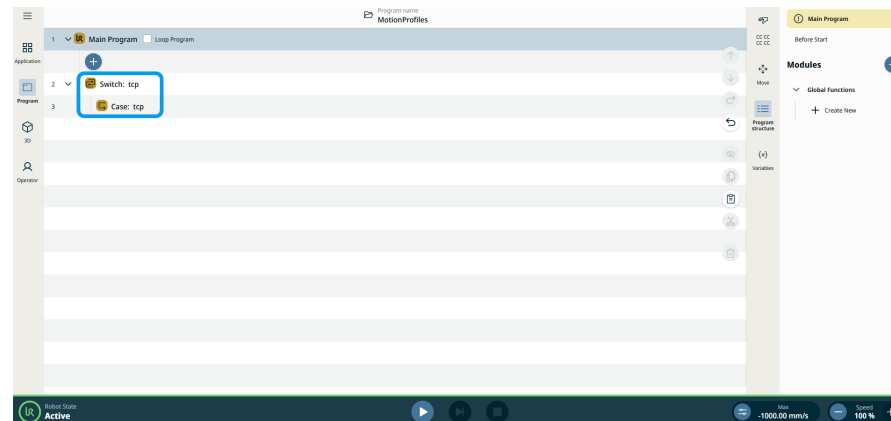 Program name
MotionProfiles
Application
Program
3D
Operator
1 UR Main Program Loop Program
2 Switch: tcp
3 Case: tcp
CC CC
CC CC
Move
Program
structure
{x}
Variables
Main Program
Before Start
Modules
Global Functions
Create New
UR
Robot State
Active
Max
-1000.00 mm/s
Speed
100 %